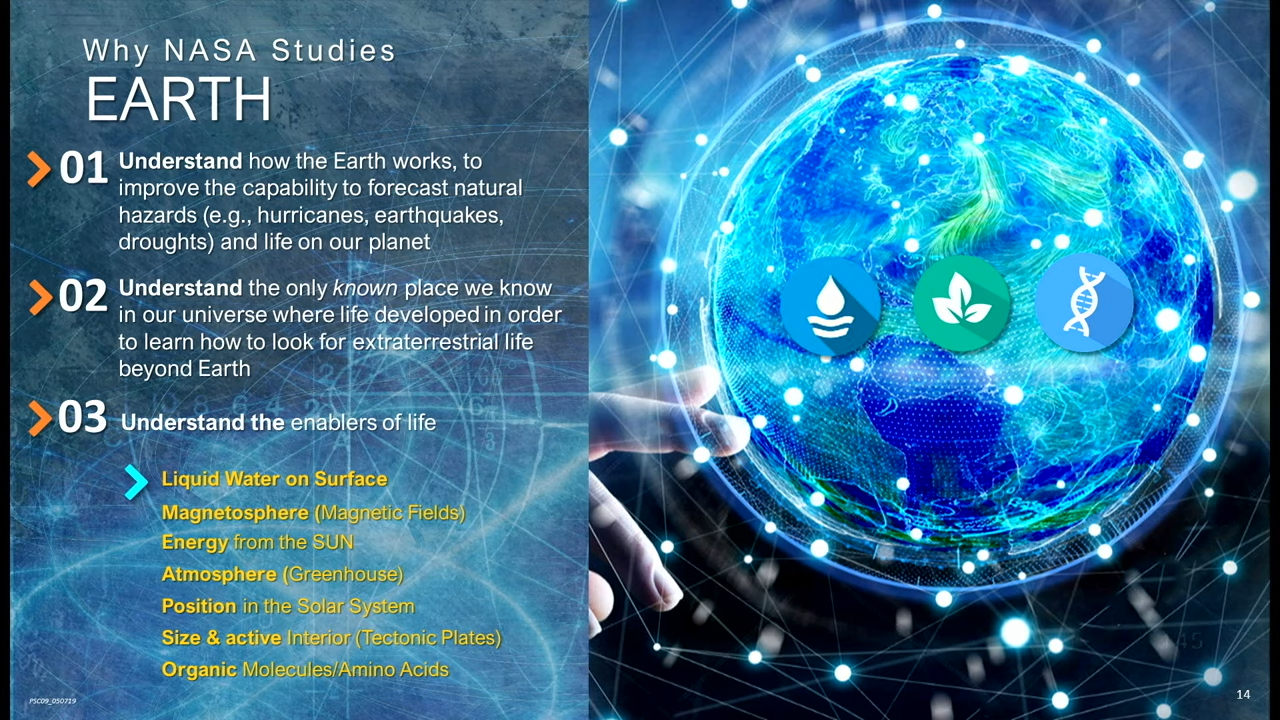 Why NASA Studies
EARTH
01 Understand how the Earth works, to
improve the capability to forecast natural
hazards (e.g., hurricanes, earthquakes,
droughts) and life on our planet
02 Understand the only known place we know
in our universe where life developed in order
to learn how to look for extraterrestrial life
beyond Earth
03 Understand the enablers of life
Liquid Water on Surface
Magnetosphere (Magnetic Fields)
Energy from the SUN
Atmosphere (Greenhouse)
Position in the Solar System
Size & active Interior (Tectonic Plates)
Organic Molecules/Amino Acids
PSC09_050719
14